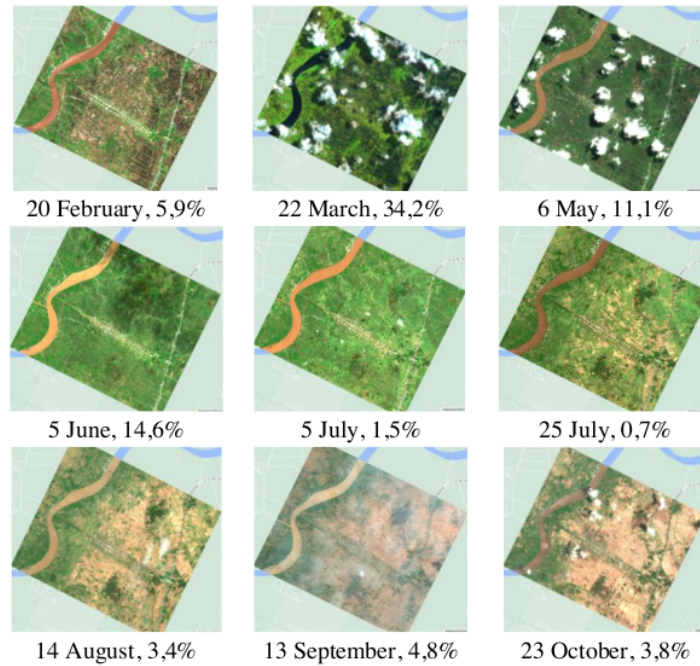 20 February, 5,9%
22 March, 34,2%
6 May, 11,1%
5 June, 14,6%
5 July, 1,5%
25 July, 0,7%
14 August, 3,4%
13 September, 4,8%
23 October, 3,8%